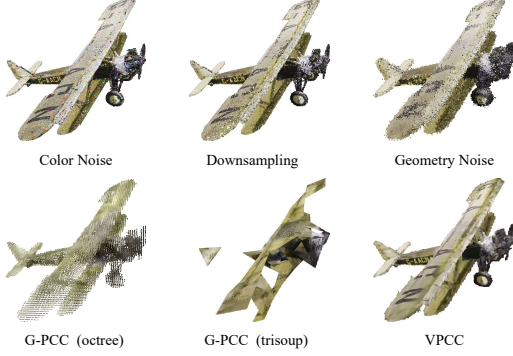 Color Noise
Downsampling
Geometry Noise
G-PCC (octree)
G-PCC (trisoup)
VPCC